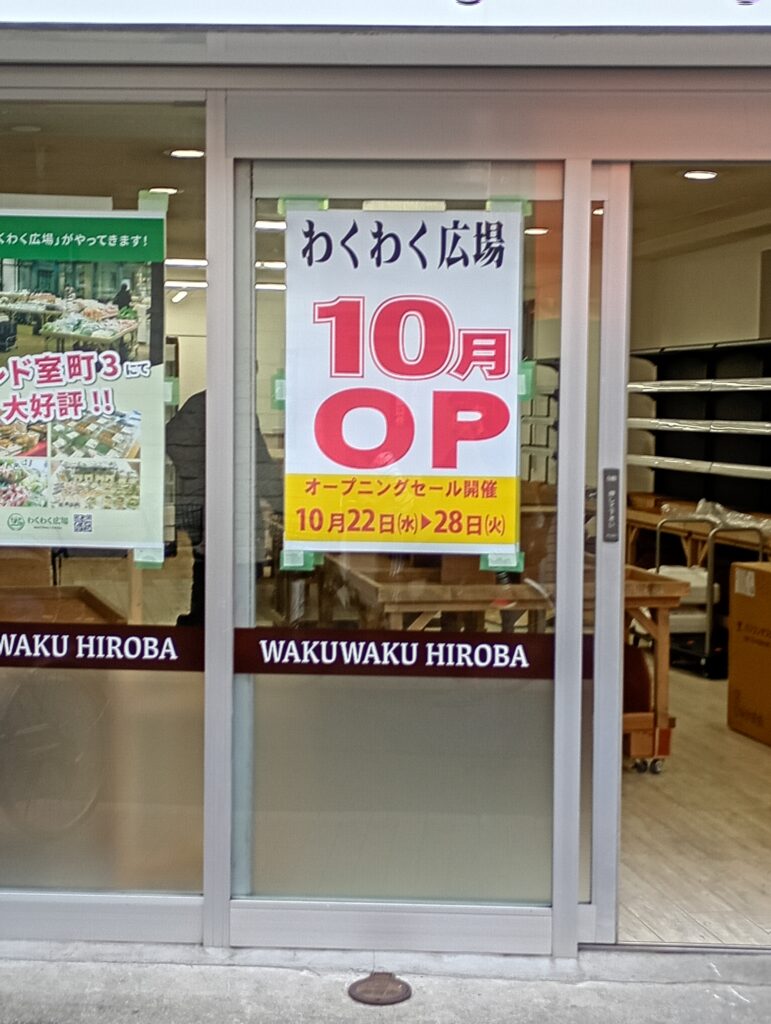 くわく広場」がやってきます！
ルド室町3にて
大好評!!
わくわく広場
WAKU HIROBA
わくわく広場
10月
OP
オープニングセール開催
10月22日(水)▶28日(火)
WAKUWAKU HIROBA